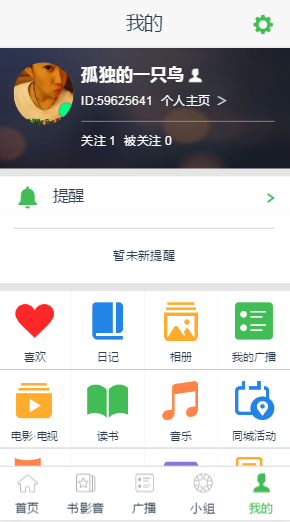 我的
孤独的一只鸟
ID:59625641 个人主页 >
关注 1 被关注 0
提醒
暂未新提醒
喜欢 日记 相册 我的广播
电影·电视 读书 音乐 同城活动
首页 书影音 广播 小组 我的